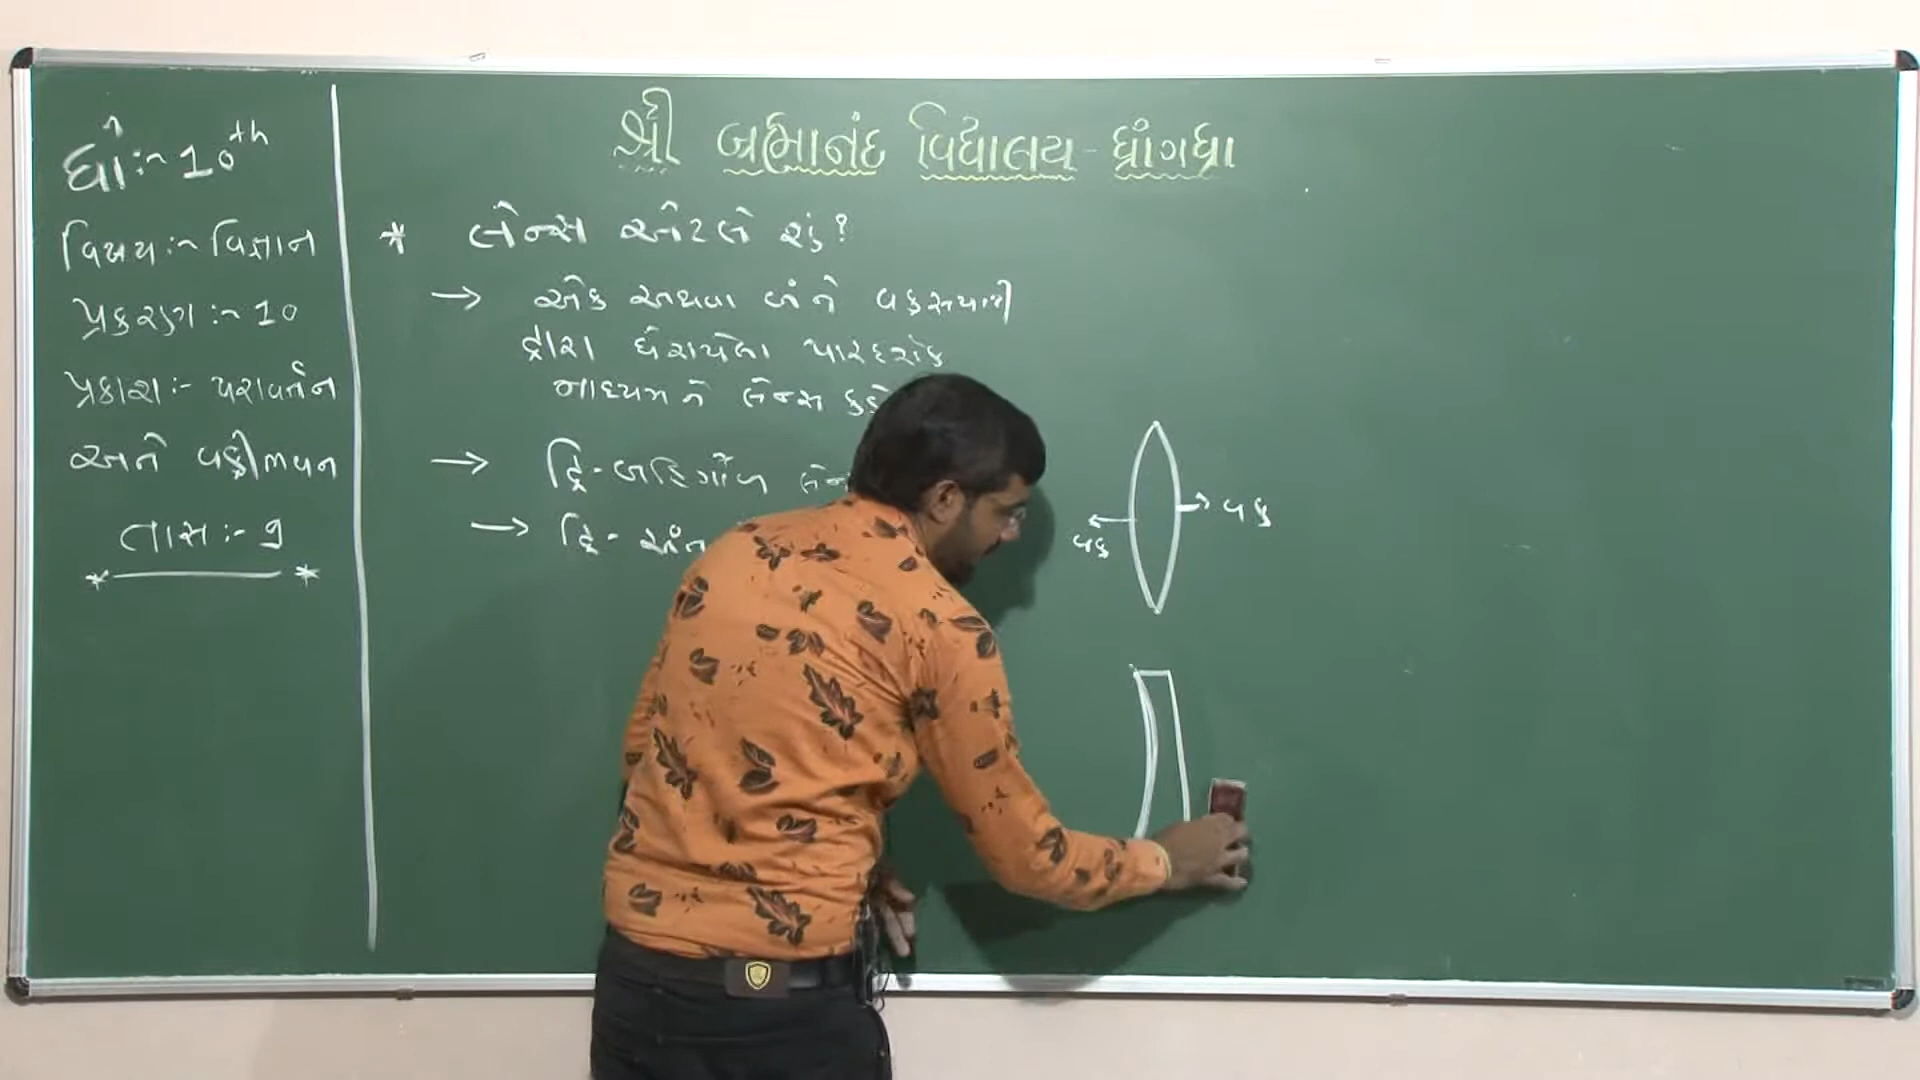 શ્રી બ્રહ્માનંદ વિદ્યાલય - ધ્રાંગધ્રા
ધો:- 10th
વિષય:- વિજ્ઞાન
પ્રકરણ:- 10
પ્રકાશ:- પરાવર્તન
અને વક્રીભવન
તાસ:- 9
* લેન્સ એટલે શું?
→ એક અથવા બંને વક્રસપાટી
દ્વારા ઘેરાયેલા પારદર્શક
માધ્યમને લેન્સ કહે
→ દ્વિ-બહિર્ગોળ લેન્
→ દ્વિ- અંત
વક્ર
વક્ર